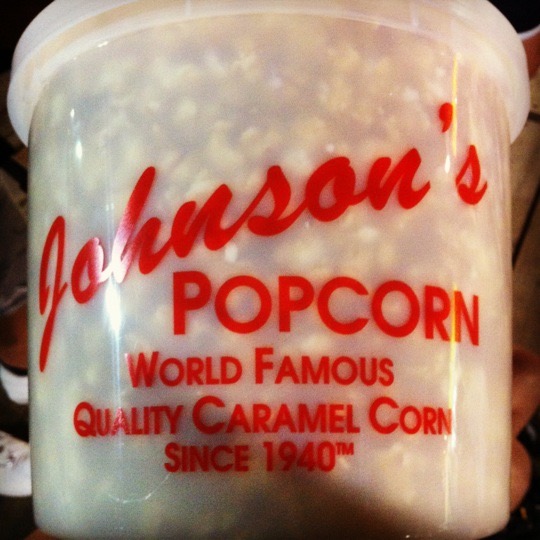 Johnson's
POPCORN
WORLD FAMOUS
QUALITY CARAMEL CORN
SINCE 1940™